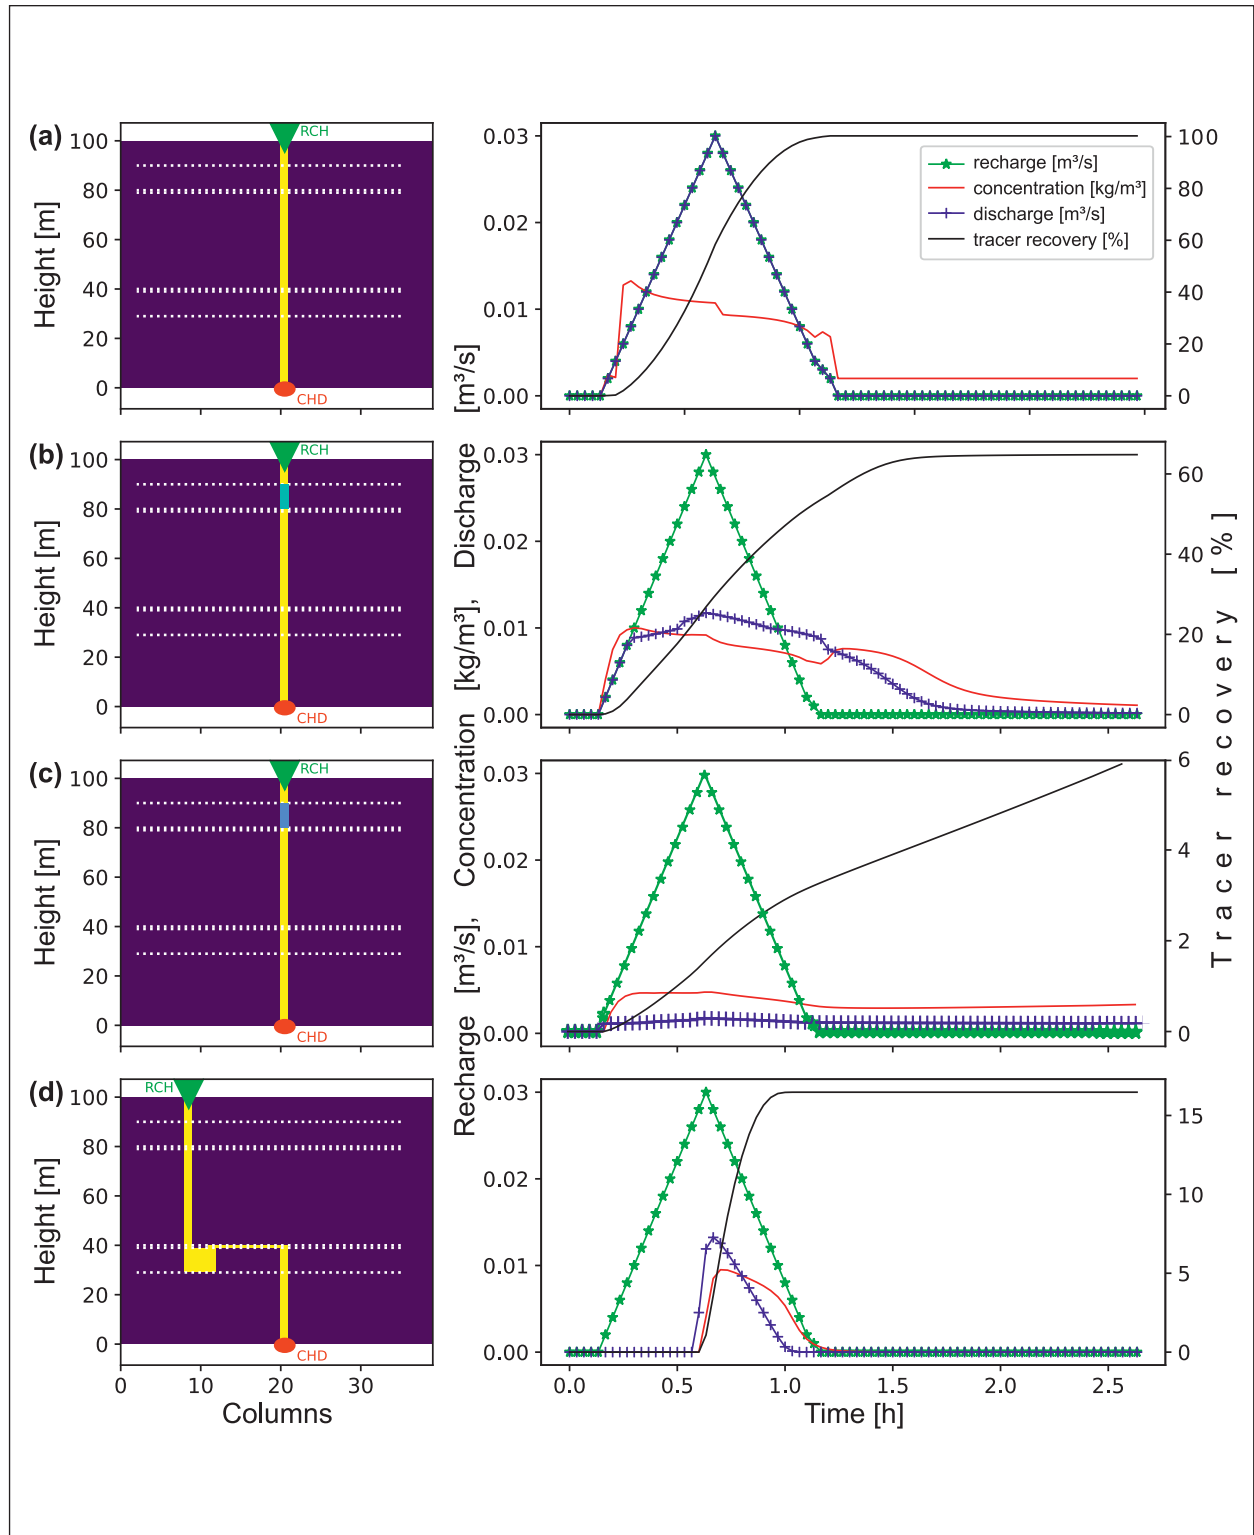 (a)
RCH
100
80
60
40
20
0
Height [m]
CHD
0.03
0.02
0.01
0.00
100
80
60
40
20
0
recharge [m³/s]
concentration [kg/m³]
discharge [m³/s]
tracer recovery [%]
(b)
RCH
100
80
60
40
20
0
Height [m]
CHD
0.03
0.02
0.01
0.00
60
40
20
0
(c)
RCH
100
80
60
40
20
0
Height [m]
CHD
0.03
0.02
0.01
0.00
6
4
2
0
(d)
RCH
100
80
60
40
20
0
Height [m]
CHD
0 10 20 30
Columns
0.03
0.02
0.01
0.00
15
10
5
0
0.0 0.5 1.0 1.5 2.0 2.5
Time [h]
Recharge [m³/s], Concentration [kg/m³], Discharge [m³/s]
Tracer recovery [%]